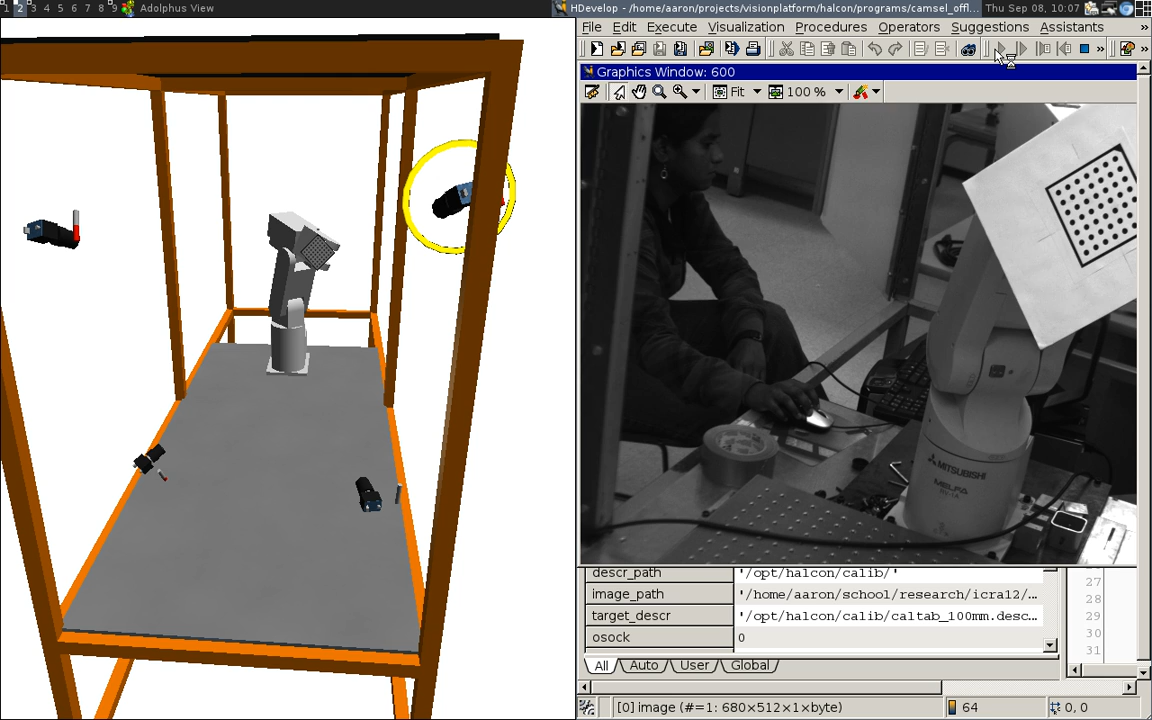 1 2 3 4 5 6 7 8 9 Adolphus View
HDevelop - /home/aaron/projects/visionplatform/halcon/programs/camsel_offl...
Thu Sep 08, 10:07
File Edit Execute Visualization Procedures Operators Suggestions Assistants »
»
Graphics Window: 600
Fit 100 %
MITSUBISHI
MELFA
descr_path '/opt/halcon/calib/'
image_path '/home/aaron/school/research/icra12/...
target_descr '/opt/halcon/calib/caltab_100mm.desc...
osock 0
27
28
29
30
31
All Auto User Global
[0] image (#=1: 680×512×1×byte) 64 0, 0